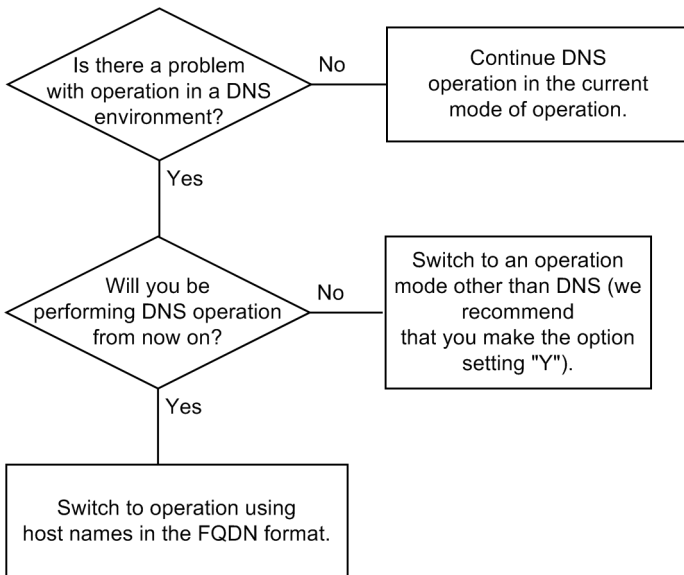 Is there a problem
with operation in a DNS
environment?
No
Continue DNS
operation in the current
mode of operation.
Yes
Will you be
performing DNS operation
from now on?
No
Switch to an operation
mode other than DNS (we
recommend
that you make the option
setting "Y").
Yes
Switch to operation using
host names in the FQDN format.